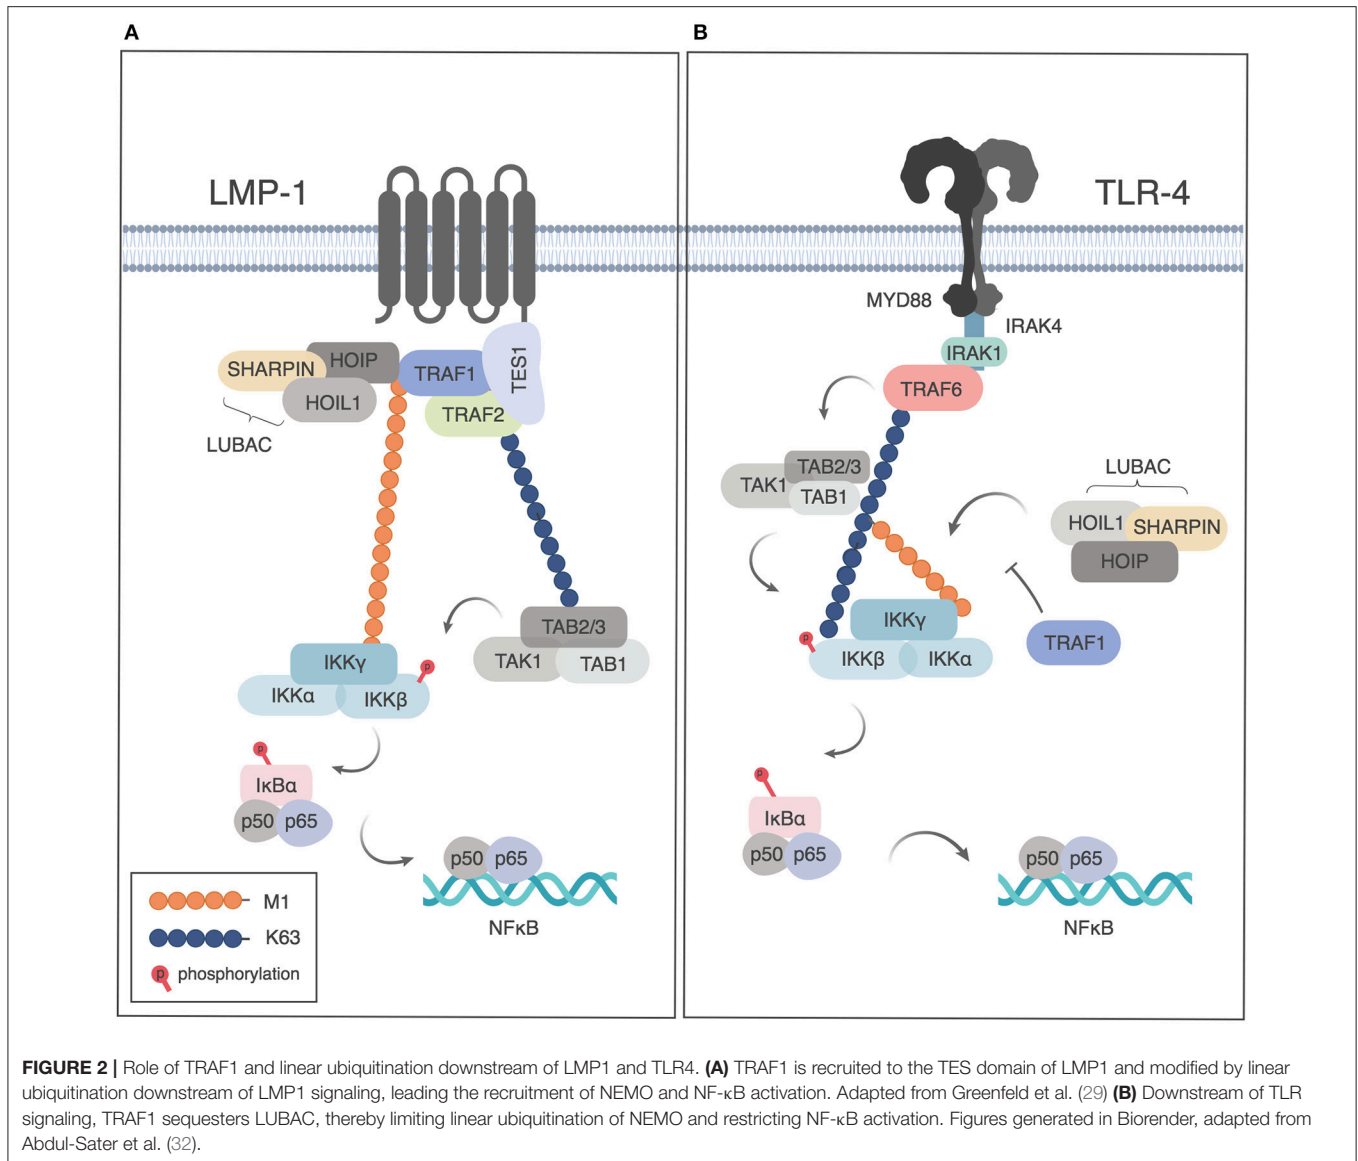 A
B
LMP-1
TLR-4
MYD88
IRAK4
IRAK1
TRAF6
SHARPIN
HOIP
HOIL1
LUBAC
TRAF1
TRAF2
TES1
TAK1
TAB2/3
TAB1
LUBAC
HOIL1
SHARPIN
HOIP
TRAF1
TAB2/3
TAK1
TAB1
IKKγ
IKKα
IKKβ
p
IKKγ
IKKβ
IKKα
p
p
IκBα
p50
p65
p50
p65
NFκB
p
IκBα
p50
p65
p50
p65
NFκB
M1
K63
p phosphorylation
FIGURE 2 | Role of TRAF1 and linear ubiquitination downstream of LMP1 and TLR4. (A) TRAF1 is recruited to the TES domain of LMP1 and modified by linear
ubiquitination downstream of LMP1 signaling, leading the recruitment of NEMO and NF-κB activation. Adapted from Greenfeld et al. (29) (B) Downstream of TLR
signaling, TRAF1 sequesters LUBAC, thereby limiting linear ubiquitination of NEMO and restricting NF-κB activation. Figures generated in Biorender, adapted from
Abdul-Sater et al. (32).